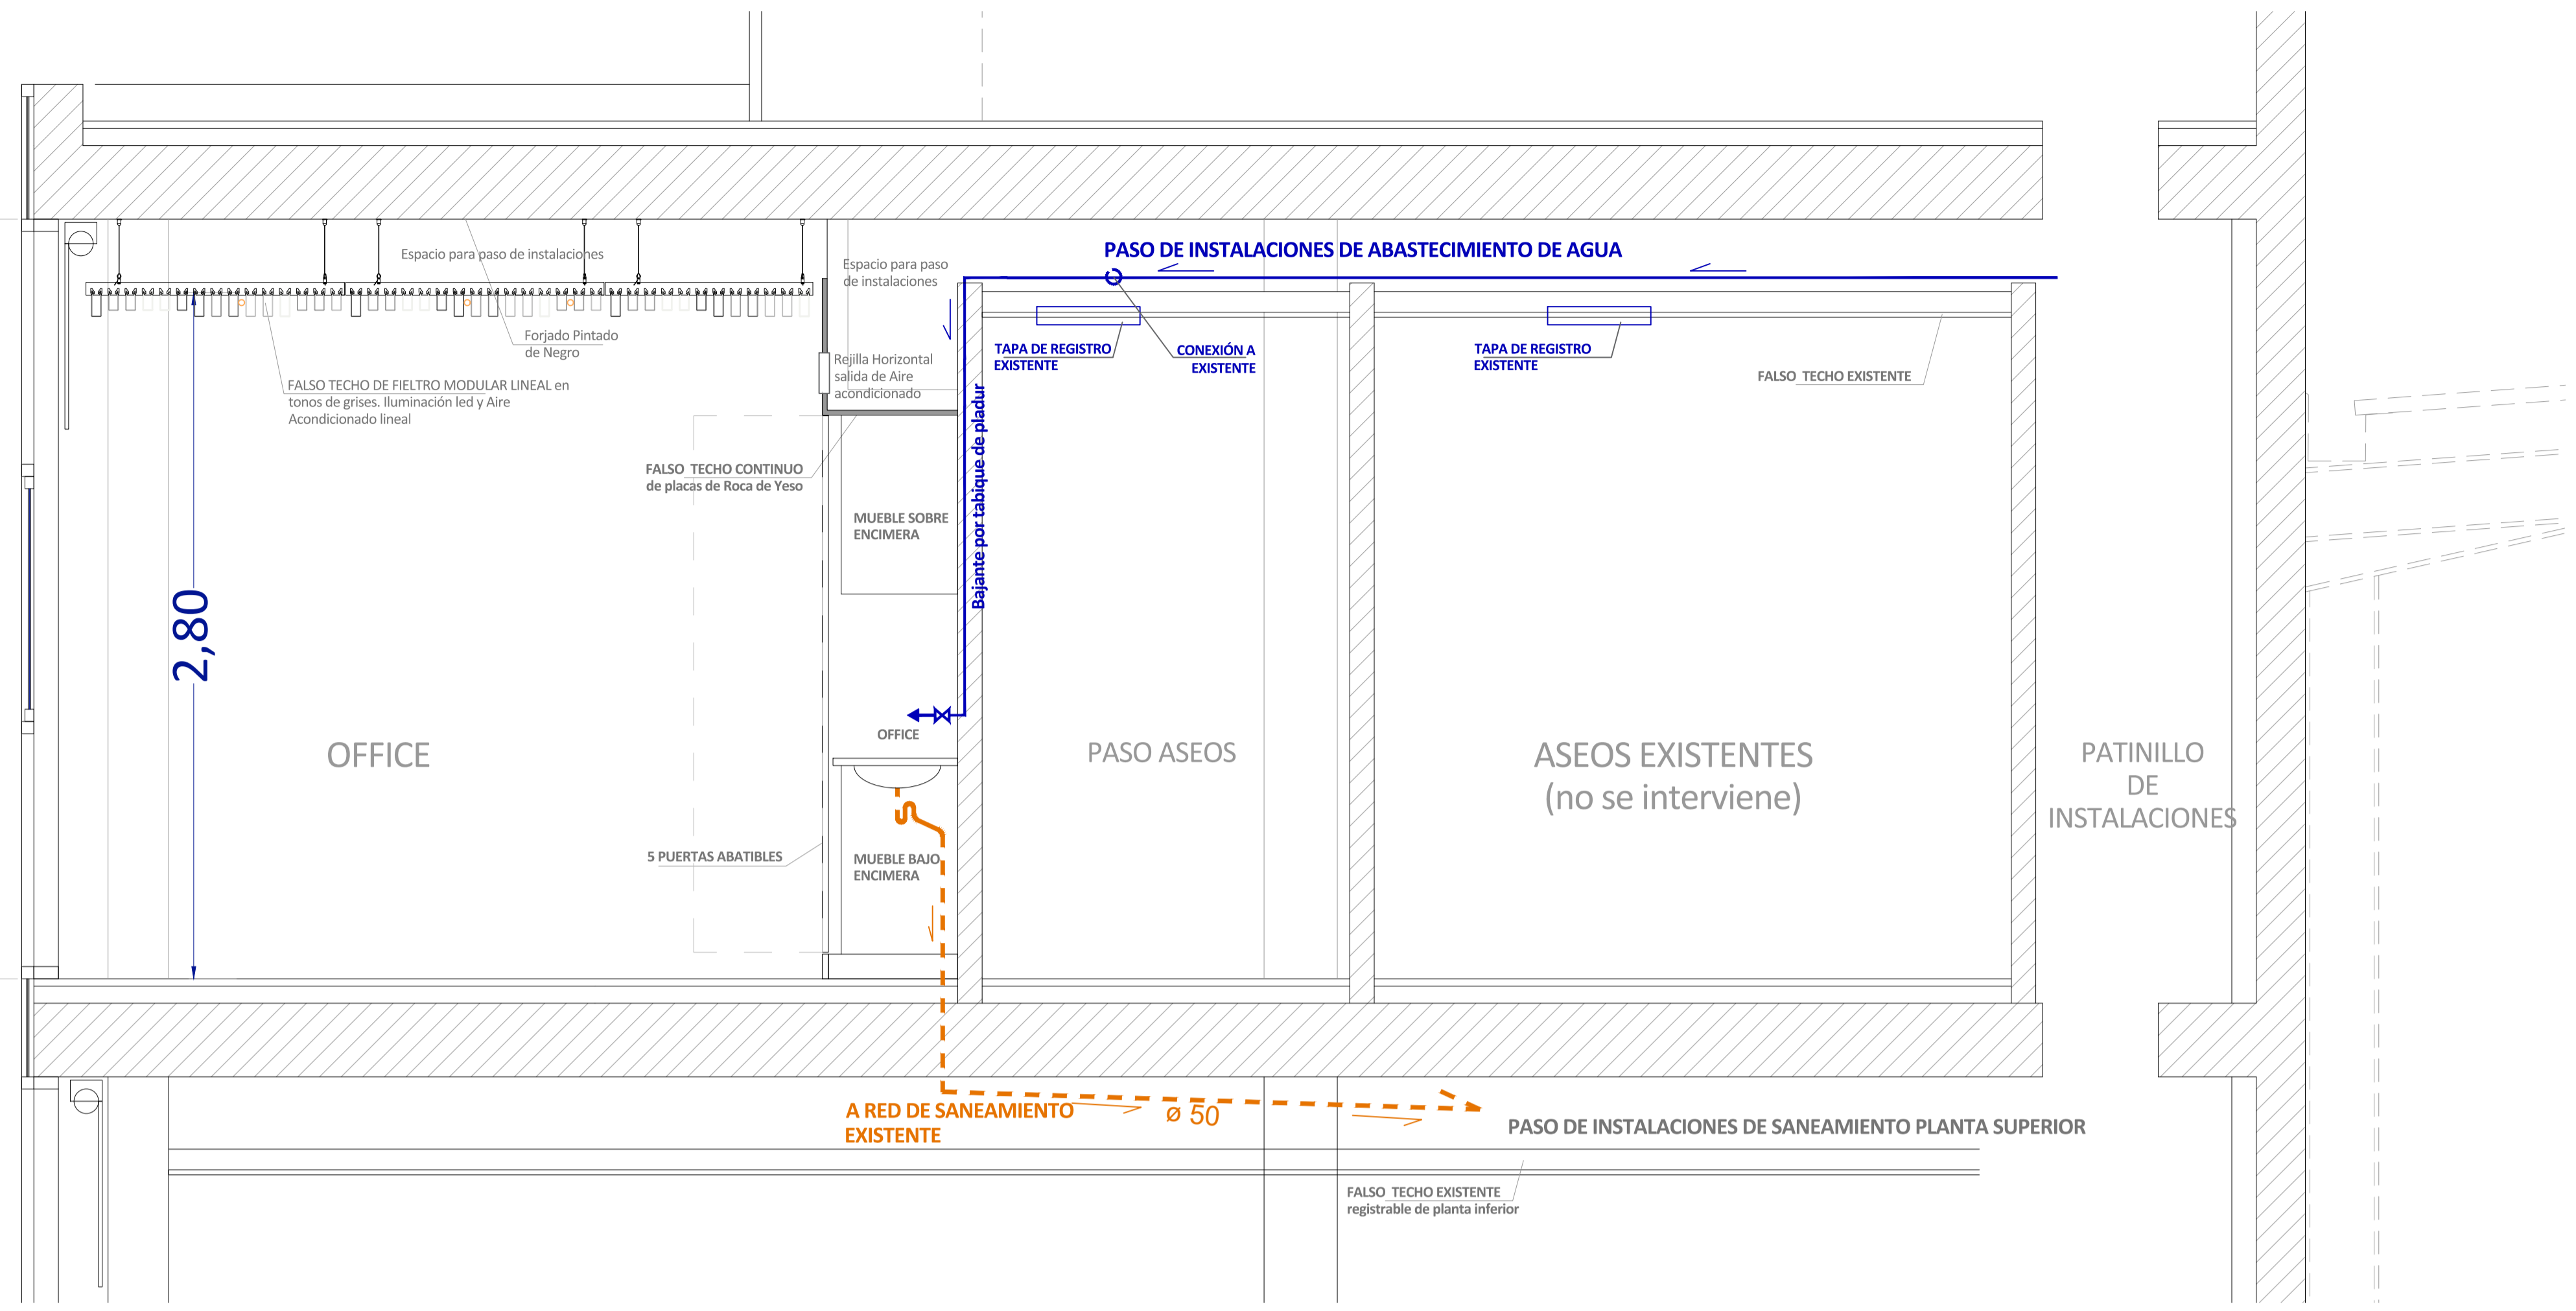 PASO DE INSTALACIONES DE ABASTECIMIENTO DE AGUA
Espacio para paso de instalaciones
Espacio para paso
de instalaciones
Forjado Pintado
de Negro
TAPA DE REGISTRO
EXISTENTE
CONEXIÓN A
EXISTENTE
TAPA DE REGISTRO
EXISTENTE
FALSO TECHO EXISTENTE
Rejilla Horizontal
salida de Aire
acondicionado
FALSO TECHO DE FIELTRO MODULAR LINEAL en
tonos de grises. Iluminación led y Aire
Acondicionado lineal
FALSO TECHO CONTINUO
de placas de Roca de Yeso
Bajante por tabique de pladur
MUEBLE SOBRE
ENCIMERA
2,80
OFFICE
OFFICE
PASO ASEOS
ASEOS EXISTENTES
(no se interviene)
PATINILLO
DE
INSTALACIONES
5 PUERTAS ABATIBLES
MUEBLE BAJO
ENCIMERA
A RED DE SANEAMIENTO
EXISTENTE
ø 50
PASO DE INSTALACIONES DE SANEAMIENTO PLANTA SUPERIOR
FALSO TECHO EXISTENTE
registrable de planta inferior